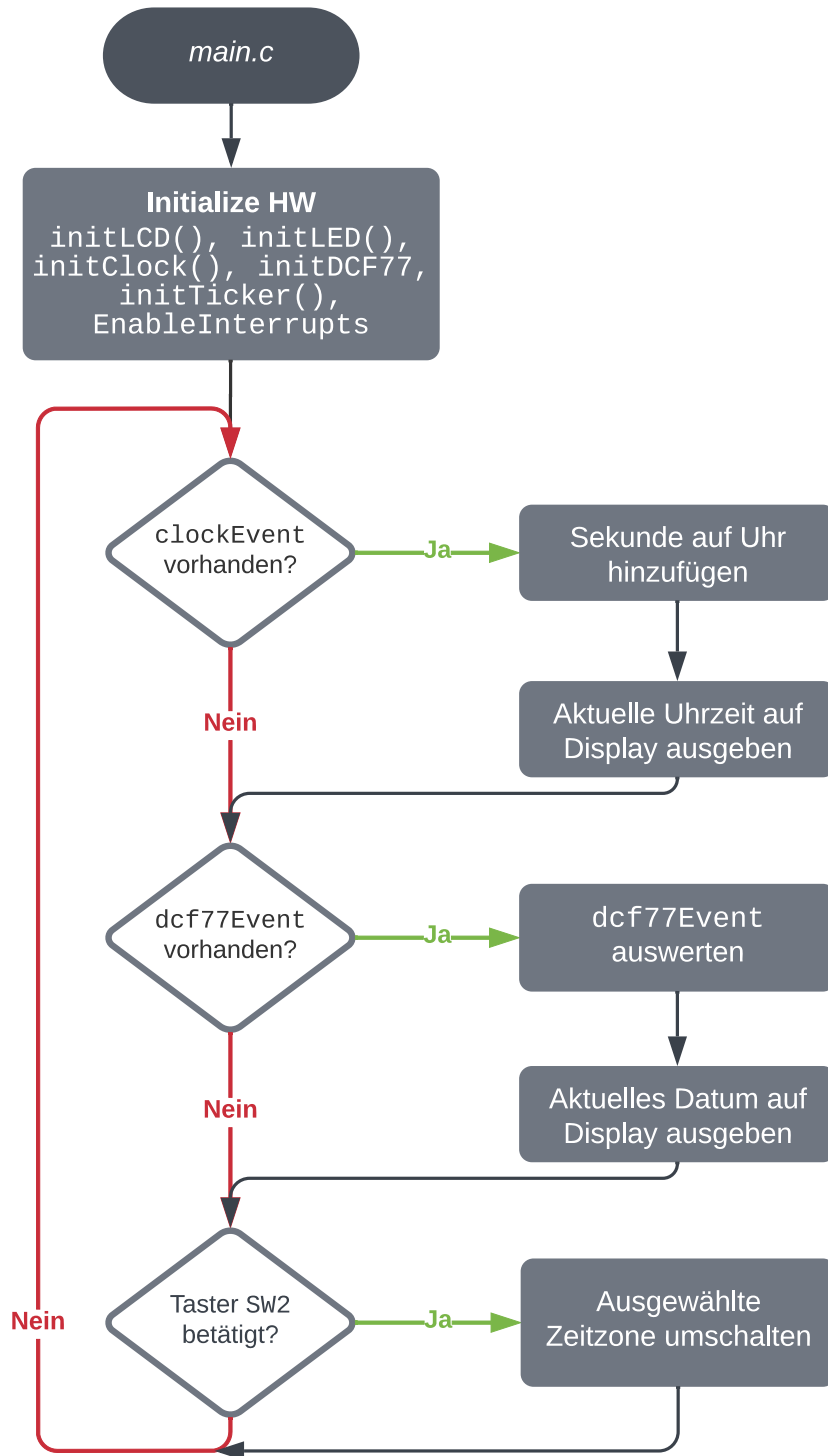 main.c
Initialize HW
initLCD(), initLED(),
initClock(), initDCF77,
initTicker(),
EnableInterrupts
clockEvent
vorhanden?
Ja
Sekunde auf Uhr
hinzufügen
Nein
Aktuelle Uhrzeit auf
Display ausgeben
dcf77Event
vorhanden?
Ja
dcf77Event
auswerten
Nein
Aktuelles Datum auf
Display ausgeben
Taster SW2
betätigt?
Ja
Ausgewählte
Zeitzone umschalten
Nein